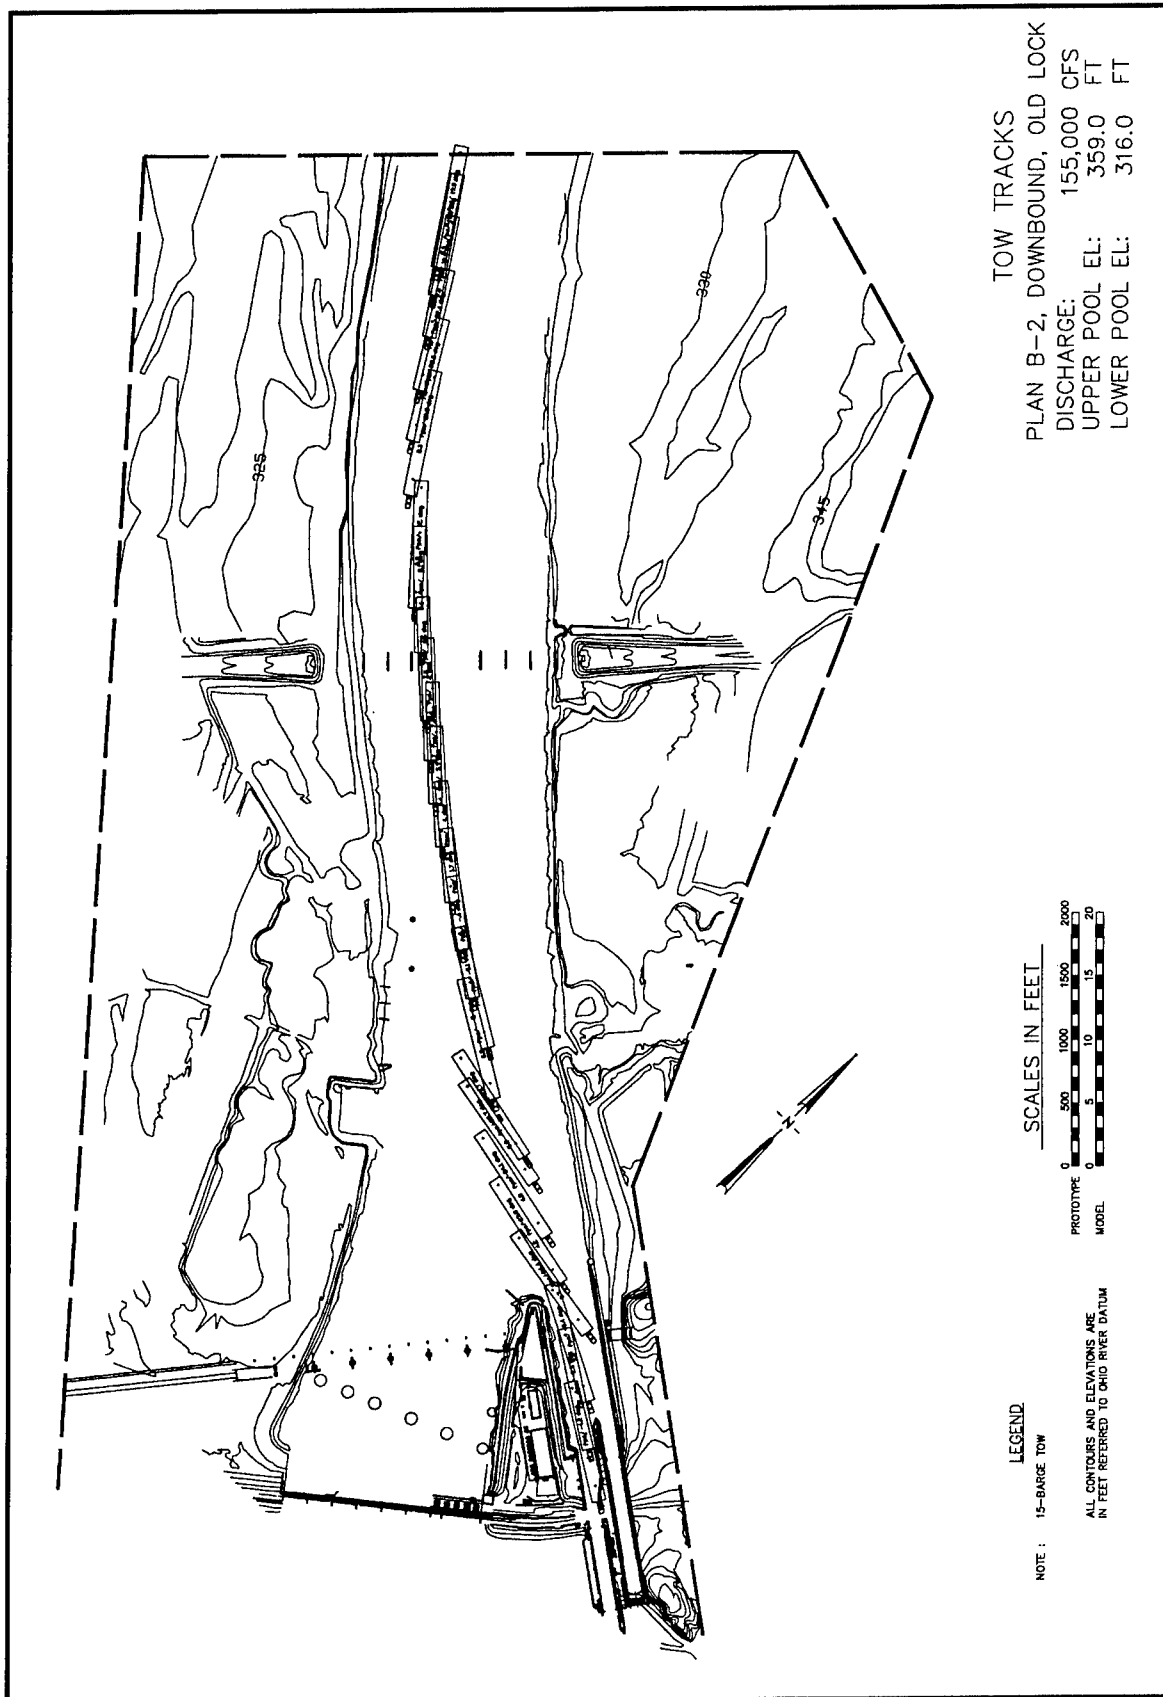 TOW TRACKS
PLAN B-2, DOWNBOUND, OLD LOCK
DISCHARGE: 155,000 CFS
UPPER POOL EL: 359.0 FT
LOWER POOL EL: 316.0 FT
325
330
345
N
SCALES IN FEET
PROTOTYPE 0 500 1000 1500 2000
MODEL 0 5 10 15 20
LEGEND
NOTE : 15-BARGE TOW
ALL CONTOURS AND ELEVATIONS ARE
IN FEET REFERRED TO OHIO RIVER DATUM